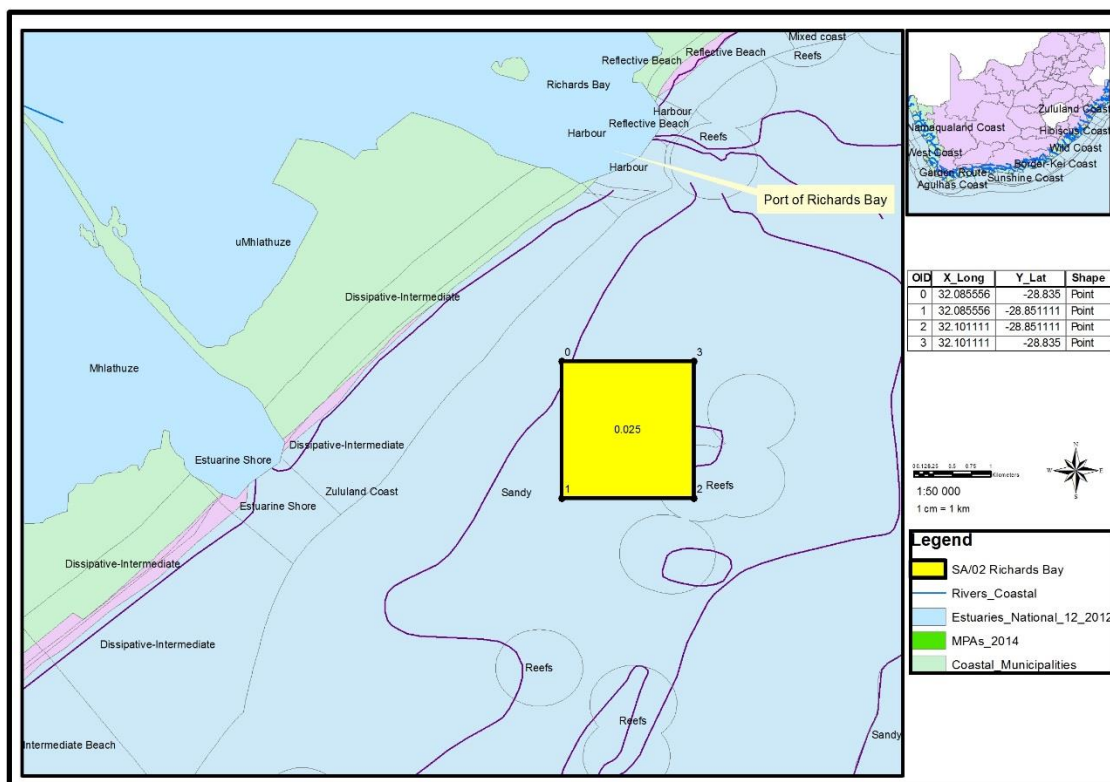 Mixed coast
Reflective Beach
Reefs
Reflective Beach
Richards Bay
Harbour
Reflective Beach
Harbour
Reefs
Harbour
Port of Richards Bay
uMhlathuze
Dissipative-Intermediate
Mhlathuze
0
3
0.025
Dissipative-Intermediate
Estuarine Shore
Zululand Coast
Sandy
1
2
Reefs
Estuarine Shore
Dissipative-Intermediate
Dissipative-Intermediate
Reefs
Reefs
Intermediate Beach
Sandy
Zululand Coast
Namaqualand Coast
Hibiscus Coast
West Coast
Wild Coast
Border-Kei Coast
Garden Route
Sunshine Coast
Agulhas Coast
OID X_Long Y_Lat Shape
0 32.085556 -28.835 Point
1 32.085556 -28.851111 Point
2 32.101111 -28.851111 Point
3 32.101111 -28.835 Point
N
W E
S
Kilometers
1:50 000
1 cm = 1 km
Legend
SA/02 Richards Bay
Rivers_Coastal
Estuaries_National_12_2012
MPAs_2014
Coastal_Municipalities